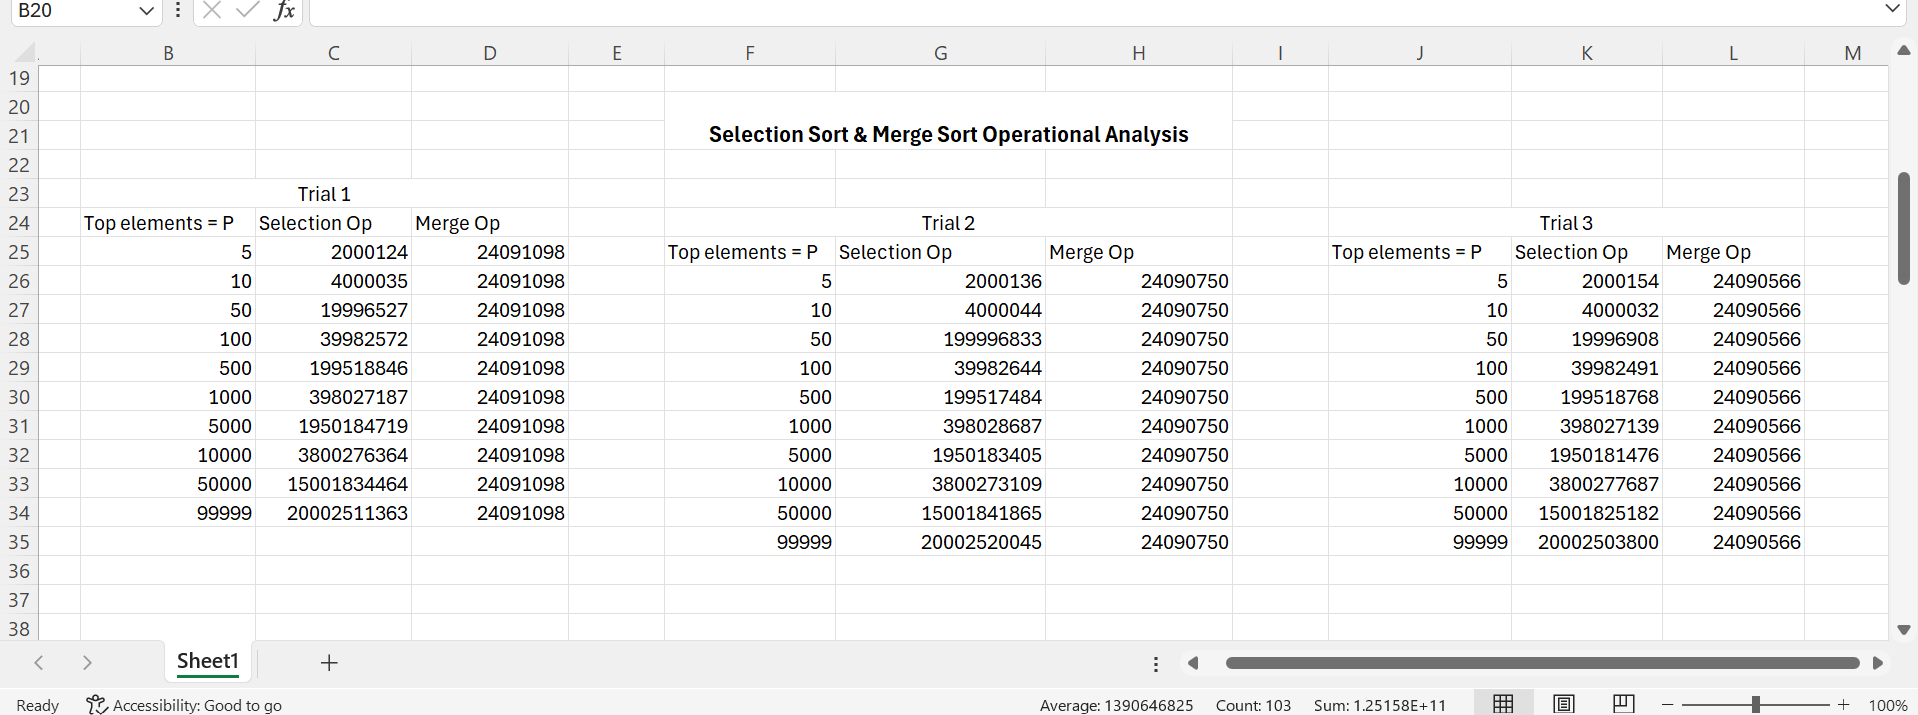 B20 fx
B C D E F G H I J K L M
19
20
21 Selection Sort & Merge Sort Operational Analysis
22
23 Trial 1
24 Top elements = P Selection Op Merge Op Trial 2 Trial 3
25 5 2000124 24091098 Top elements = P Selection Op Merge Op Top elements = P Selection Op Merge Op
26 10 4000035 24091098 5 2000136 24090750 5 2000154 24090566
27 50 19996527 24091098 10 4000044 24090750 10 4000032 24090566
28 100 39982572 24091098 50 199996833 24090750 50 19996908 24090566
29 500 199518846 24091098 100 39982644 24090750 100 39982491 24090566
30 1000 398027187 24091098 500 199517484 24090750 500 199518768 24090566
31 5000 1950184719 24091098 1000 398028687 24090750 1000 398027139 24090566
32 10000 3800276364 24091098 5000 1950183405 24090750 5000 1950181476 24090566
33 50000 15001834464 24091098 10000 3800273109 24090750 10000 3800277687 24090566
34 99999 20002511363 24091098 50000 15001841865 24090750 50000 15001825182 24090566
35 99999 20002520045 24090750 99999 20002503800 24090566
36
37
38
Sheet1
Ready Accessibility: Good to go Average: 1390646825 Count: 103 Sum: 1.25158E+11 100%